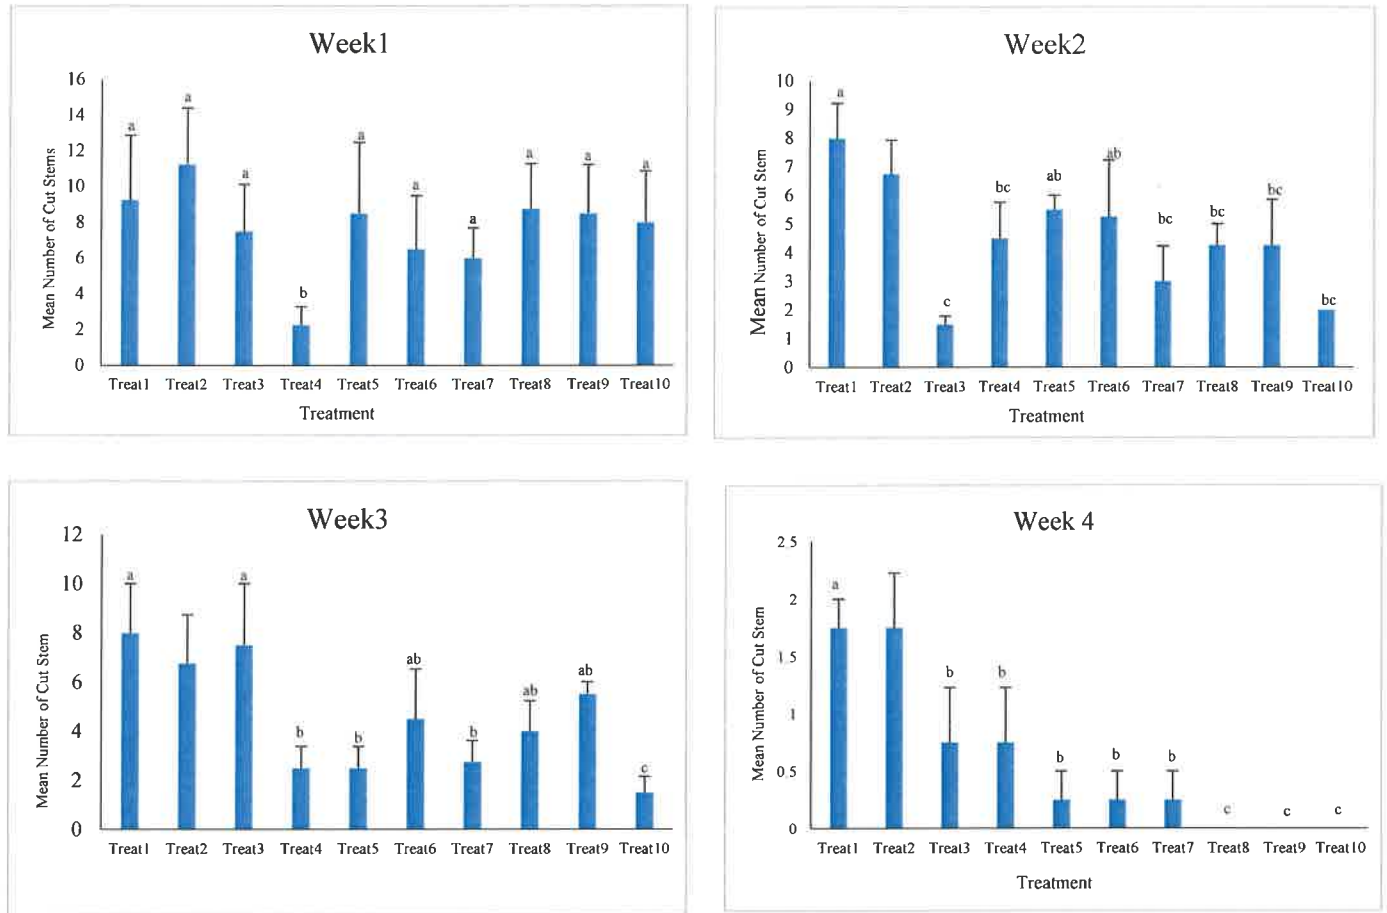 Week1
16
14
12
10
8
6
4
2
0
Mean Number of Cut Stems
a a a b a a a a a a
Treat1 Treat2 Treat3 Treat4 Treat5 Treat6 Treat7 Treat8 Treat9 Treat10
Treatment
Week2
10
9
8
7
6
5
4
3
2
1
0
Mean Number of Cut Stem
a c bc ab ab bc bc bc bc
Treat1 Treat2 Treat3 Treat4 Treat5 Treat6 Treat7 Treat8 Treat9 Treat10
Treatment
Week3
12
10
8
6
4
2
0
Mean Number of Cut Stem
a a b b ab b ab ab c
Treat1 Treat2 Treat3 Treat4 Treat5 Treat6 Treat7 Treat8 Treat9 Treat10
Week 4
2 5
2
1 5
1
0.5
0
Mean Number of Cut Stem
a b b b b b c c c
Treat1 Treat2 Treat3 Treat4 Treat5 Treat6 Treat7 Treat8 Treat9 Treat10
Treatment